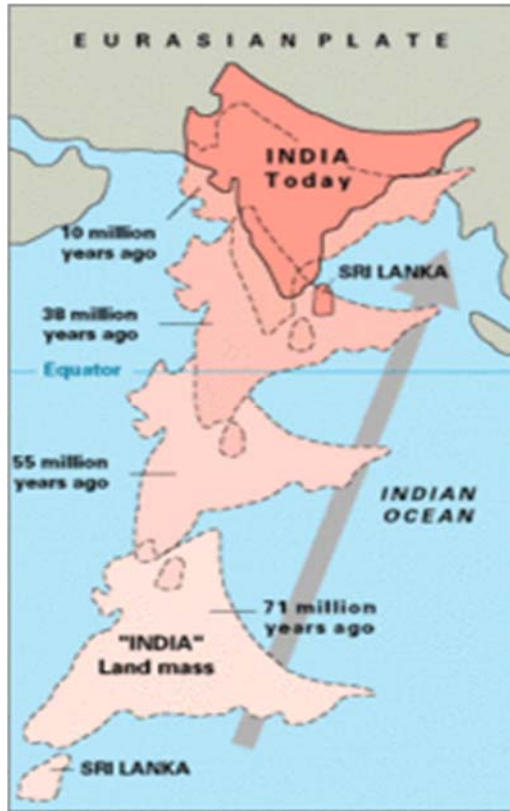 EURASIAN PLATE
INDIA
Today
10 million
years ago
SRI LANKA
38 million
years ago
Equator
55 million
years ago
INDIAN
OCEAN
71 million
years ago
"INDIA"
Land mass
SRI LANKA